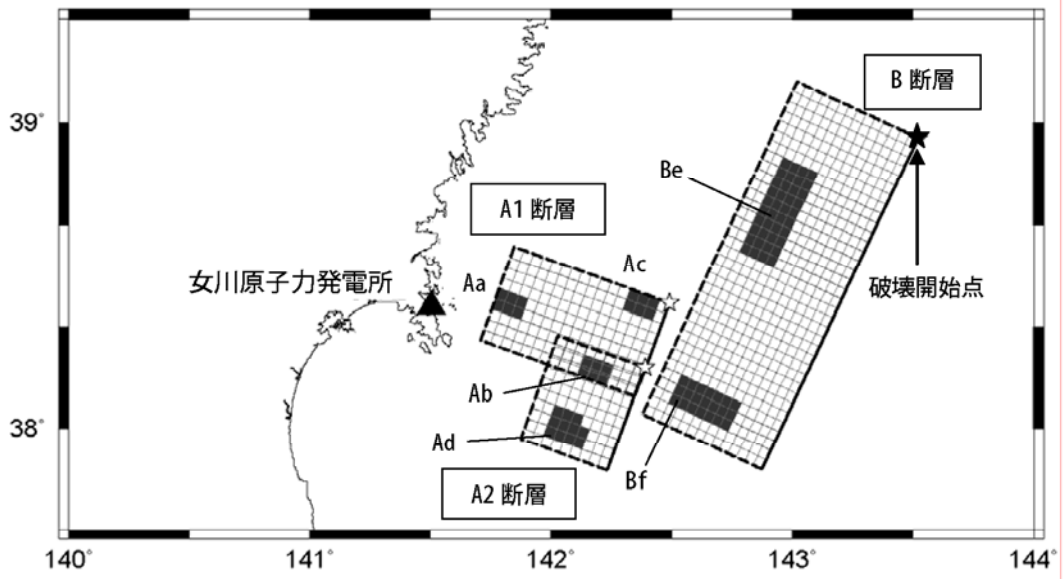 B 断層
39°
Be
A1 断層
Ac
女川原子力発電所
Aa
破壊開始点
Ab
38°
Ad
Bf
A2 断層
140°
141°
142°
143°
144°